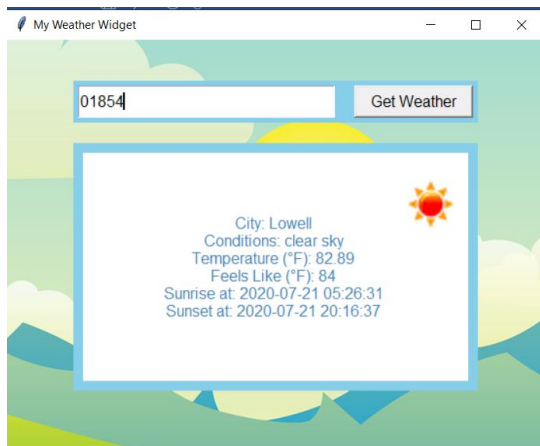 My Weather Widget
01854
Get Weather
City: Lowell
Conditions: clear sky
Temperature (°F): 82.89
Feels Like (°F): 84
Sunrise at: 2020-07-21 05:26:31
Sunset at: 2020-07-21 20:16:37